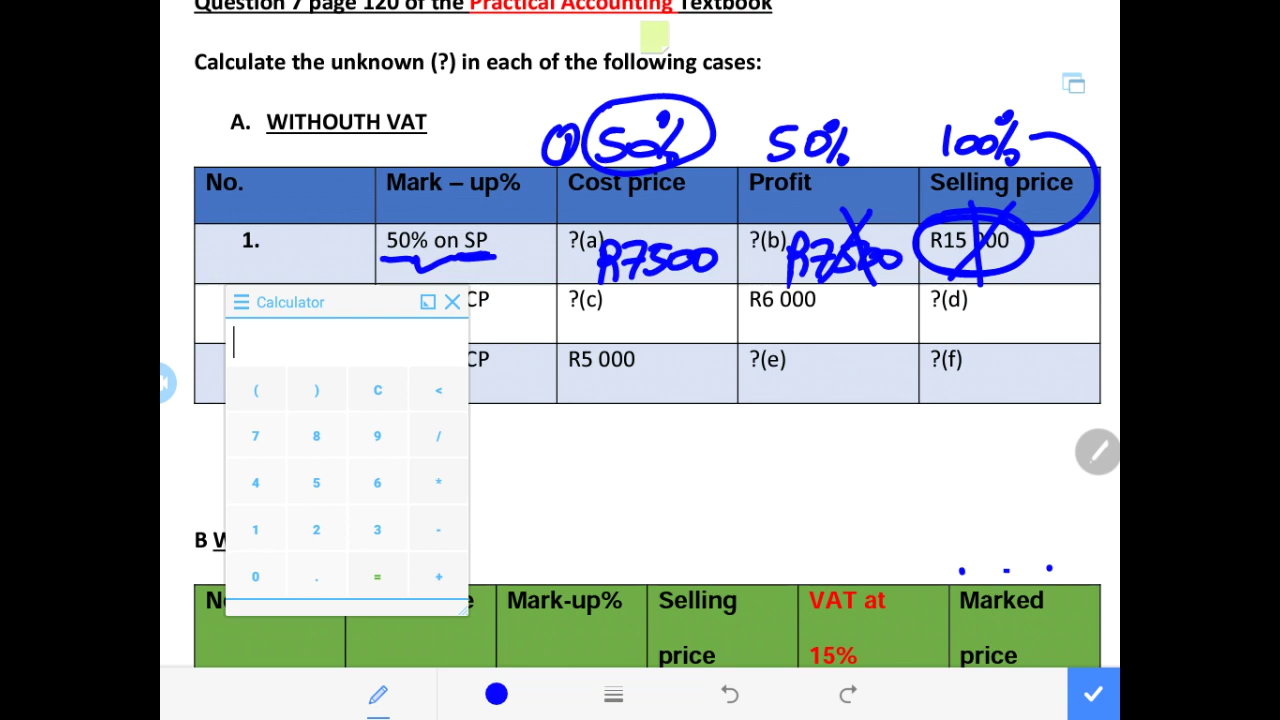 Question 7 page 120 of the Practical Accounting Textbook
Calculate the unknown (?) in each of the following cases:
A. WITHOUTH VAT
① 50% 50% 100%
No. Mark – up% Cost price Profit Selling price
1. 50% on SP ?(a) R7500 ?(b) R7500 R15 000
CP ?(c) R6 000 ?(d)
CP R5 000 ?(e) ?(f)
Calculator
( ) C <
7 8 9 /
4 5 6 *
1 2 3 -
0 . = +
B
Mark-up% Selling price VAT at 15% Marked price